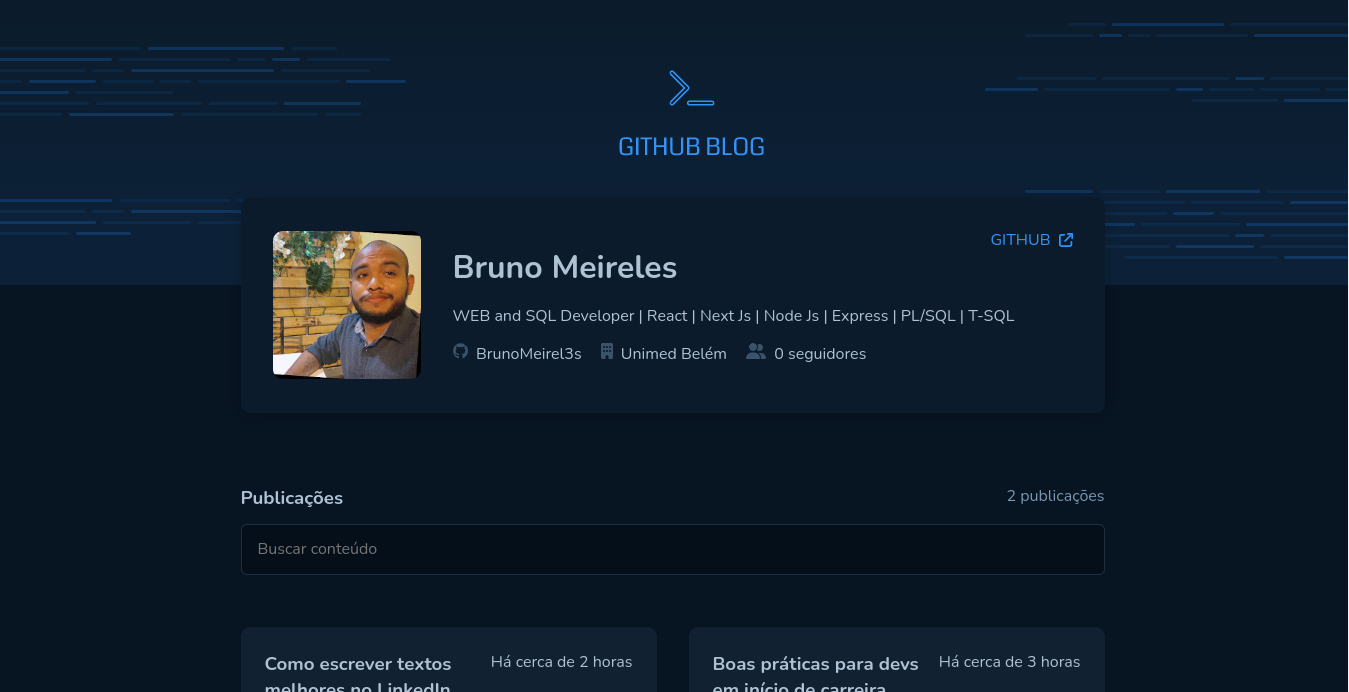 GITHUB BLOG
GITHUB
Bruno Meireles
WEB and SQL Developer | React | Next Js | Node Js | Express | PL/SQL | T-SQL
BrunoMeirel3s Unimed Belém 0 seguidores
Publicações 2 publicações
Buscar conteúdo
Como escrever textos Há cerca de 2 horas
melhores no LinkedIn
Boas práticas para devs Há cerca de 3 horas
em início de carreira